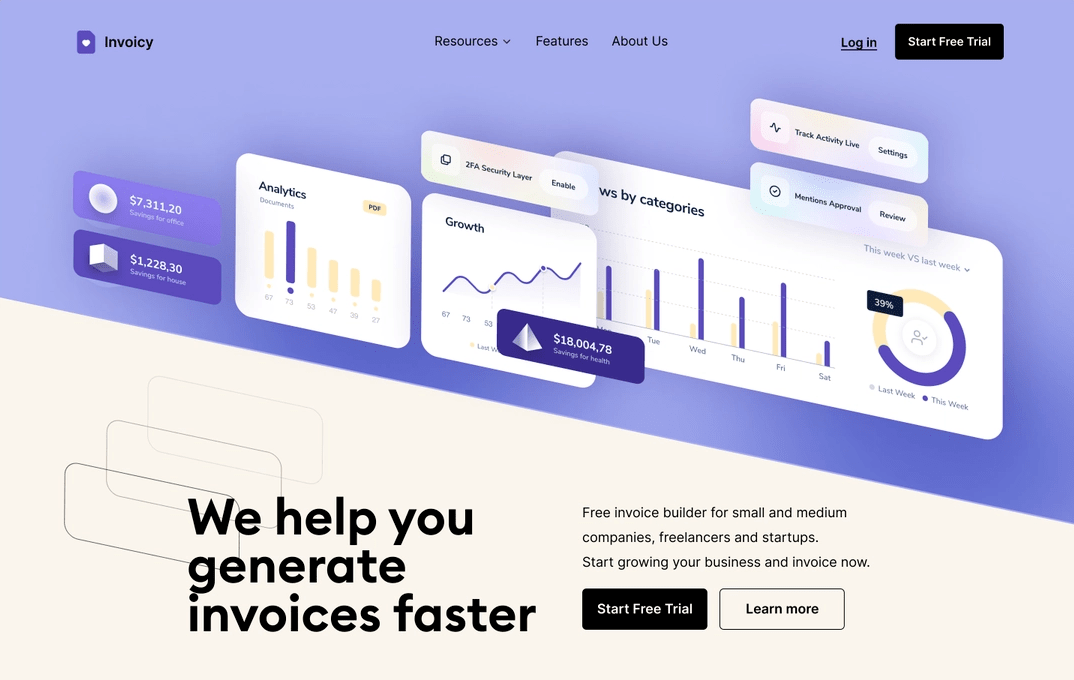 Invoicy
Resources
Features
About Us
Log in
Start Free Trial
Track Activity Live
Settings
Mentions Approval
Review
2FA Security Layer
Enable
$7,311,20
Savings for office
$1,228,30
Savings for house
Analytics
Documents
PDF
67 73 53 47 39 27
Growth
67 73 53
Last
$18,004,78
Savings for health
ws by categories
Tue Wed Thu Fri Sat
This week VS last week
39%
Last Week
This Week
We help you
generate
invoices faster
Free invoice builder for small and medium
companies, freelancers and startups.
Start growing your business and invoice now.
Start Free Trial
Learn more